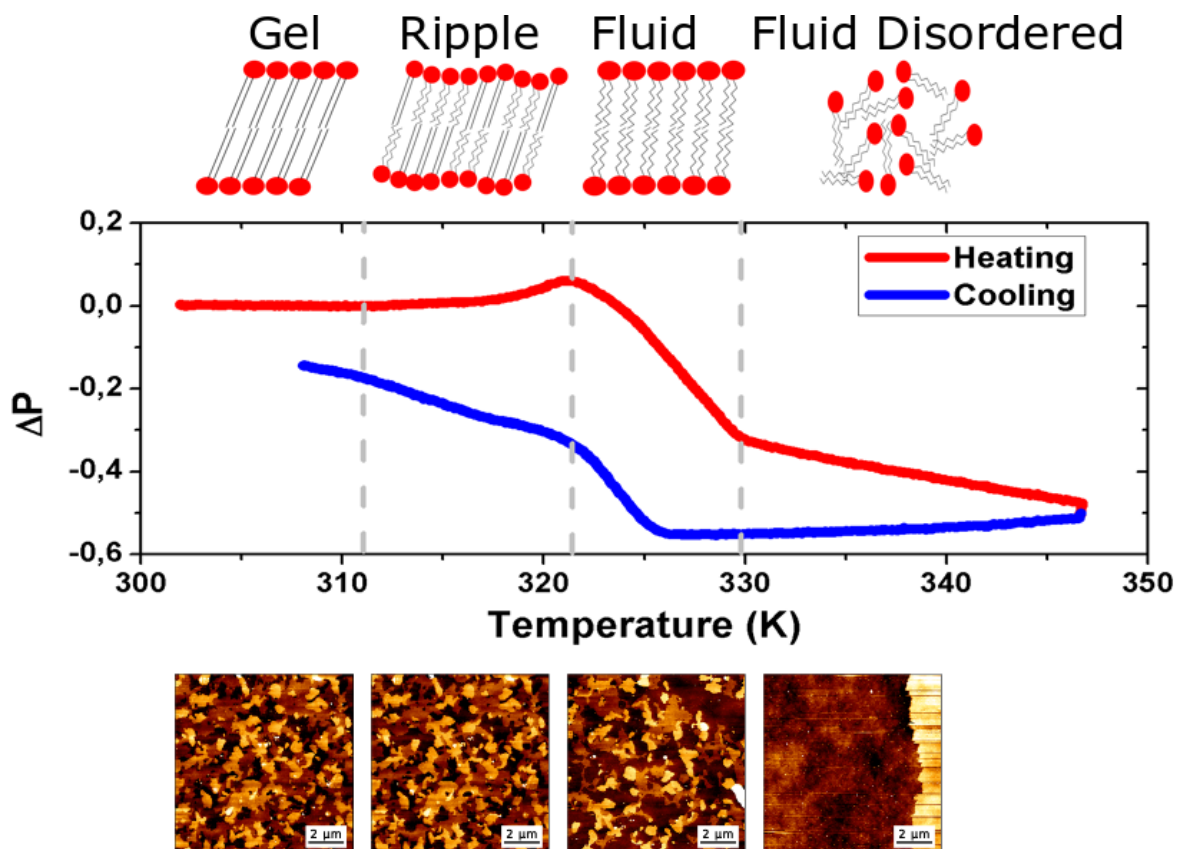 Gel Ripple Fluid Fluid Disordered
0,2
0,0
-0,2
-0,4
-0,6
ΔP
Heating
Cooling
300 310 320 330 340 350
Temperature (K)
2 μm 2 μm 2 μm 2 μm